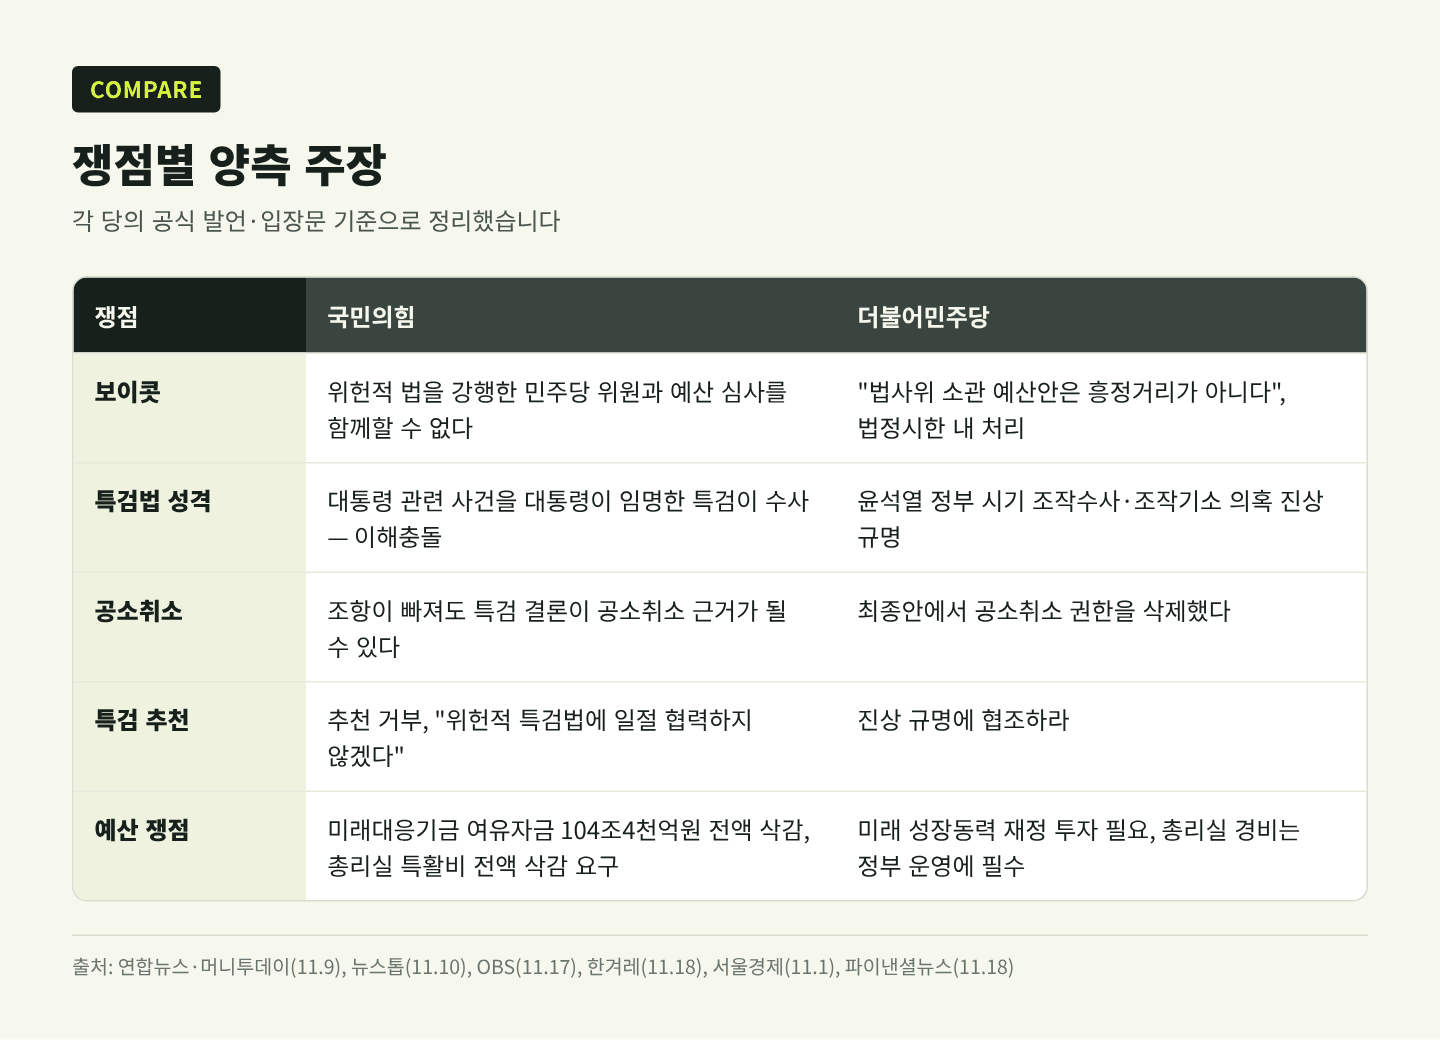 COMPARE
쟁점별 양측 주장
각 당의 공식 발언·입장문 기준으로 정리했습니다
쟁점
국민의힘
더불어민주당
보이콧
위헌적 법을 강행한 민주당 위원과 예산 심사를
함께할 수 없다
"법사위 소관 예산안은 흥정거리가 아니다",
법정시한 내 처리
특검법 성격
대통령 관련 사건을 대통령이 임명한 특검이 수사
— 이해충돌
윤석열 정부 시기 조작수사·조작기소 의혹 진상
규명
공소취소
조항이 빠져도 특검 결론이 공소취소 근거가 될
수 있다
최종안에서 공소취소 권한을 삭제했다
특검 추천
추천 거부, "위헌적 특검법에 일절 협력하지
않겠다"
진상 규명에 협조하라
예산 쟁점
미래대응기금 여유자금 104조4천억원 전액 삭감,
총리실 특활비 전액 삭감 요구
미래 성장동력 재정 투자 필요, 총리실 경비는
정부 운영에 필수
출처: 연합뉴스·머니투데이(11.9), 뉴스톱(11.10), OBS(11.17), 한겨레(11.18), 서울경제(11.1), 파이낸셜뉴스(11.18)